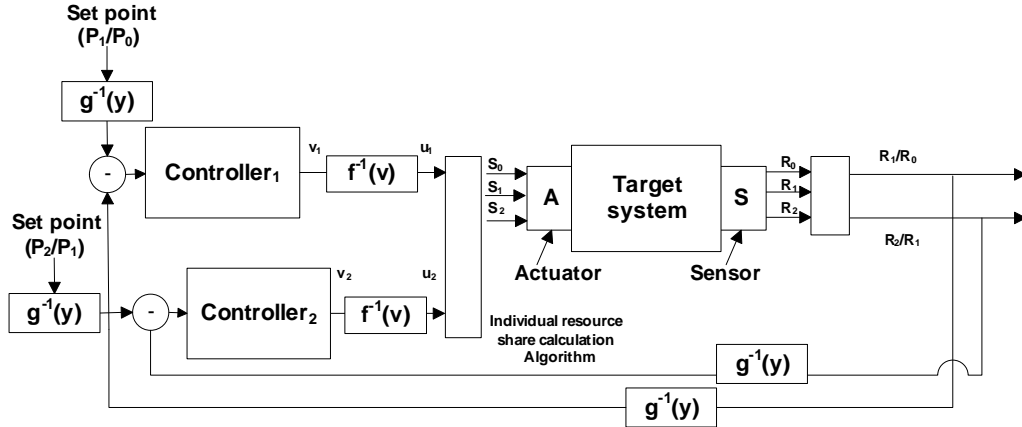 Set point
(P₁/P₀)
g⁻¹(y)
-
Controller₁
v₁
f⁻¹(v)
u₁
S₀
S₁
S₂
A
Target
system
S
R₀
R₁
R₂
R₁/R₀
R₂/R₁
Actuator
Sensor
Set point
(P₂/P₁)
g⁻¹(y)
-
Controller₂
v₂
f⁻¹(v)
u₂
Individual resource
share calculation
Algorithm
g⁻¹(y)
g⁻¹(y)